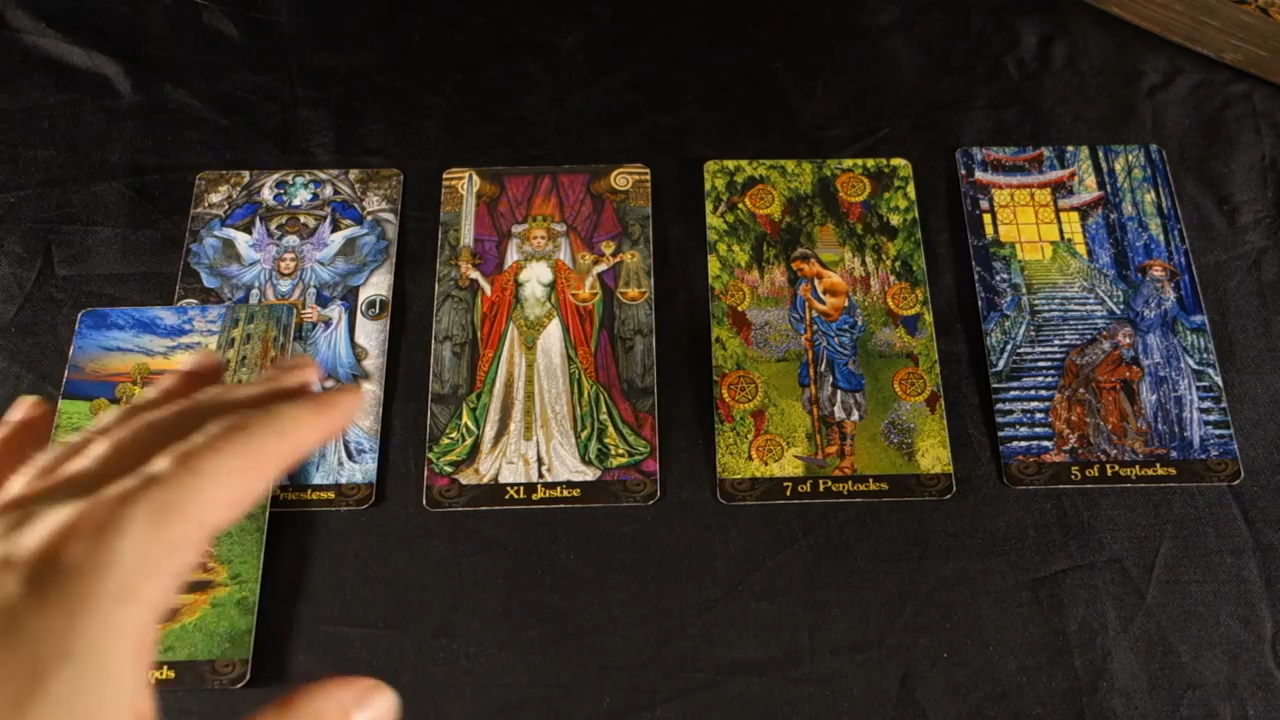 Priestess
XI. Justice
7 of Pentacles
5 of Pentacles
nds